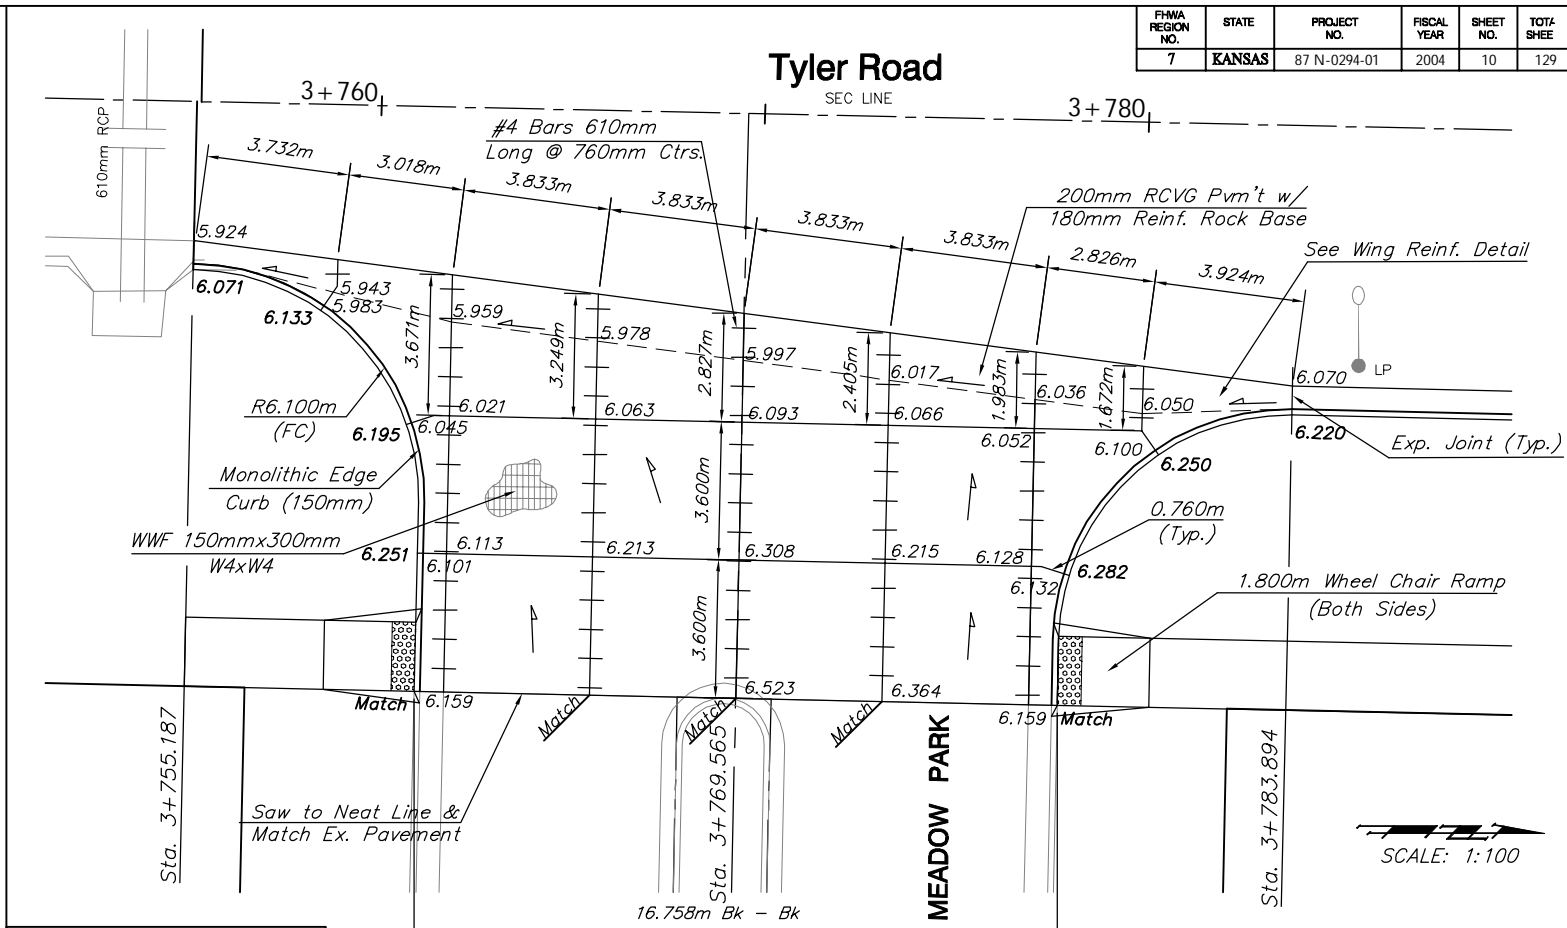 FHWA REGION NO.
STATE
PROJECT NO.
FISCAL YEAR
SHEET NO.
7
KANSAS
87 N-0294-01
2004
10
129
Tyler Road
SEC LINE
3+760
3+780
610mm RCP
#4 Bars 610mm
Long @ 760mm Ctrs.
3.732m
3.018m
3.833m
3.833m
3.833m
3.833m
2.826m
3.924m
200mm RCVG Pvm't w/
180mm Reinf. Rock Base
See Wing Reinf. Detail
5.924
6.071
6.133
5.943
5.983
5.959
5.978
5.997
6.017
6.036
6.050
6.070
LP
3.671m
3.249m
2.827m
2.405m
1.983m
1.672m
R6.100m
(FC)
6.195
6.045
6.021
6.063
6.093
6.066
6.052
6.100
6.250
6.220
Exp. Joint (Typ.)
Monolithic Edge
Curb (150mm)
3.600m
0.760m
(Typ.)
WWF 150mmx300mm
W4xW4
6.251
6.113
6.101
6.213
6.308
6.215
6.128
6.132
6.282
1.800m Wheel Chair Ramp
(Both Sides)
3.600m
Match
6.159
Match
Match
6.523
Match
6.364
6.159
Match
Sta. 3+755.187
Sta. 3+769.565
MEADOW PARK
Sta. 3+783.894
Saw to Neat Line &
Match Ex. Pavement
16.758m Bk - Bk
SCALE: 1:100